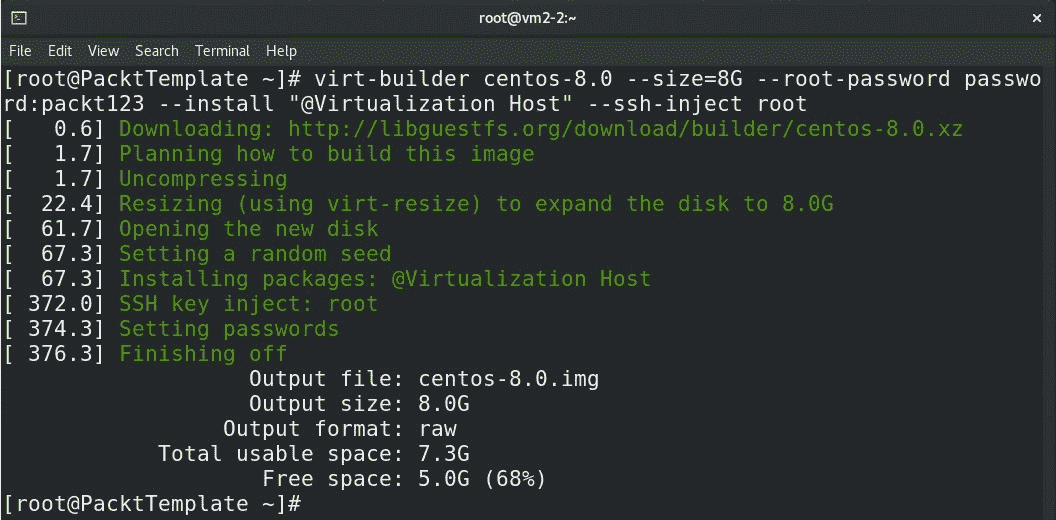 root@vm2-2:~ ×
File Edit View Search Terminal Help
[root@PacktTemplate ~]# virt-builder centos-8.0 --size=8G --root-password passwo
rd:packt123 --install "@Virtualization Host" --ssh-inject root
[   0.6] Downloading: http://libguestfs.org/download/builder/centos-8.0.xz
[   1.7] Planning how to build this image
[   1.7] Uncompressing
[  22.4] Resizing (using virt-resize) to expand the disk to 8.0G
[  61.7] Opening the new disk
[  67.3] Setting a random seed
[  67.3] Installing packages: @Virtualization Host
[ 372.0] SSH key inject: root
[ 374.3] Setting passwords
[ 376.3] Finishing off
Output file: centos-8.0.img
Output size: 8.0G
Output format: raw
Total usable space: 7.3G
Free space: 5.0G (68%)
[root@PacktTemplate ~]#